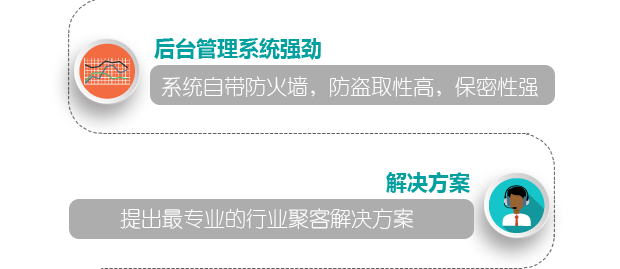 后台管理系统强劲
系统自带防火墙，防盗取性高，保密性强
解决方案
提出最专业的行业聚客解决方案